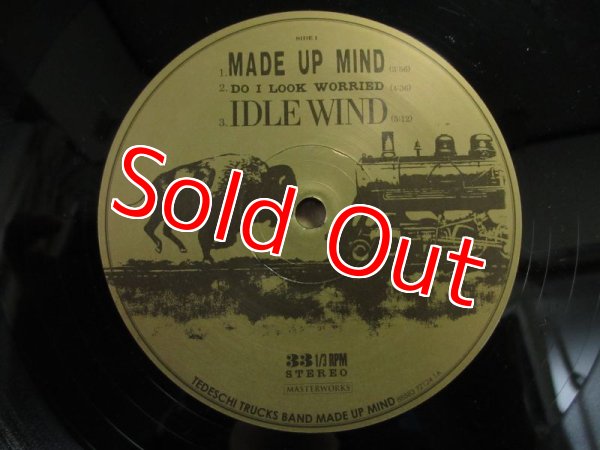 SIDE 1
1. MADE UP MIND (3:56)
2. DO I LOOK WORRIED (4:36)
3. IDLE WIND (5:12)
Sold Out
33 1/3 RPM
STEREO
MASTERWORKS
TEDESCHI TRUCKS BAND MADE UP MIND